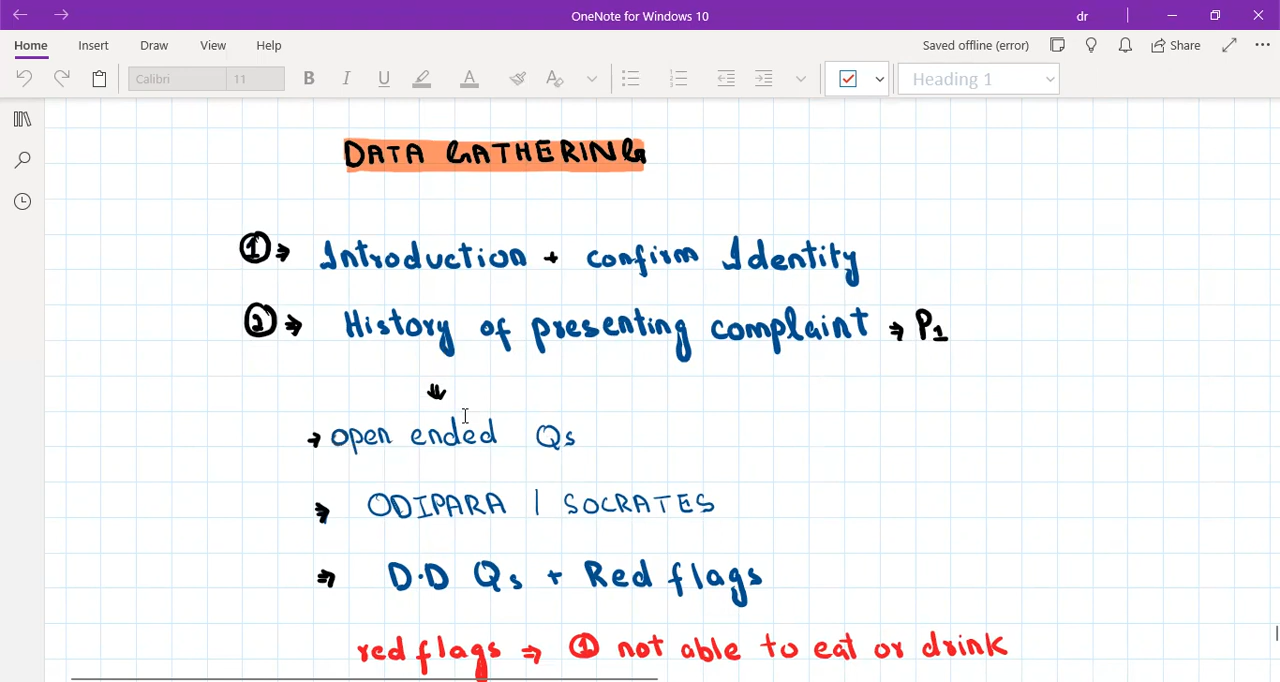 OneNote for Windows 10
dr
Home Insert Draw View Help
Saved offline (error)
Share
Calibri 11 B I U A Heading 1
DATA GATHERING
① ⇒ Introduction + confirm Identity
② ⇒ History of presenting complaint ⇒ P1
→ open ended Qs
⇒ ODIPARA | SOCRATES
⇒ D.D Qs + Red flags
red flags ⇒ ① not able to eat or drink